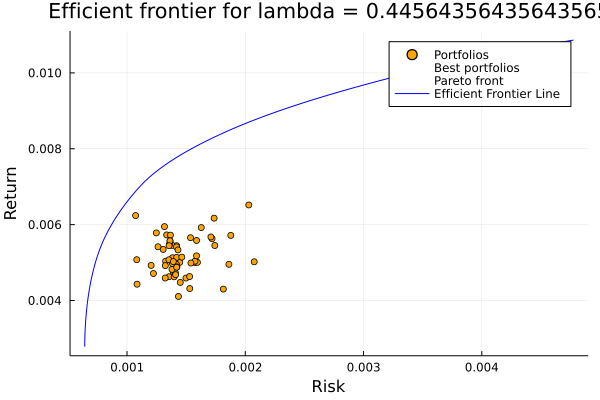 Efficient frontier for lambda = 0.4456435643564356
Portfolios
Best portfolios
Pareto front
Efficient Frontier Line
0.010
0.008
0.006
0.004
Return
0.001
0.002
0.003
0.004
Risk